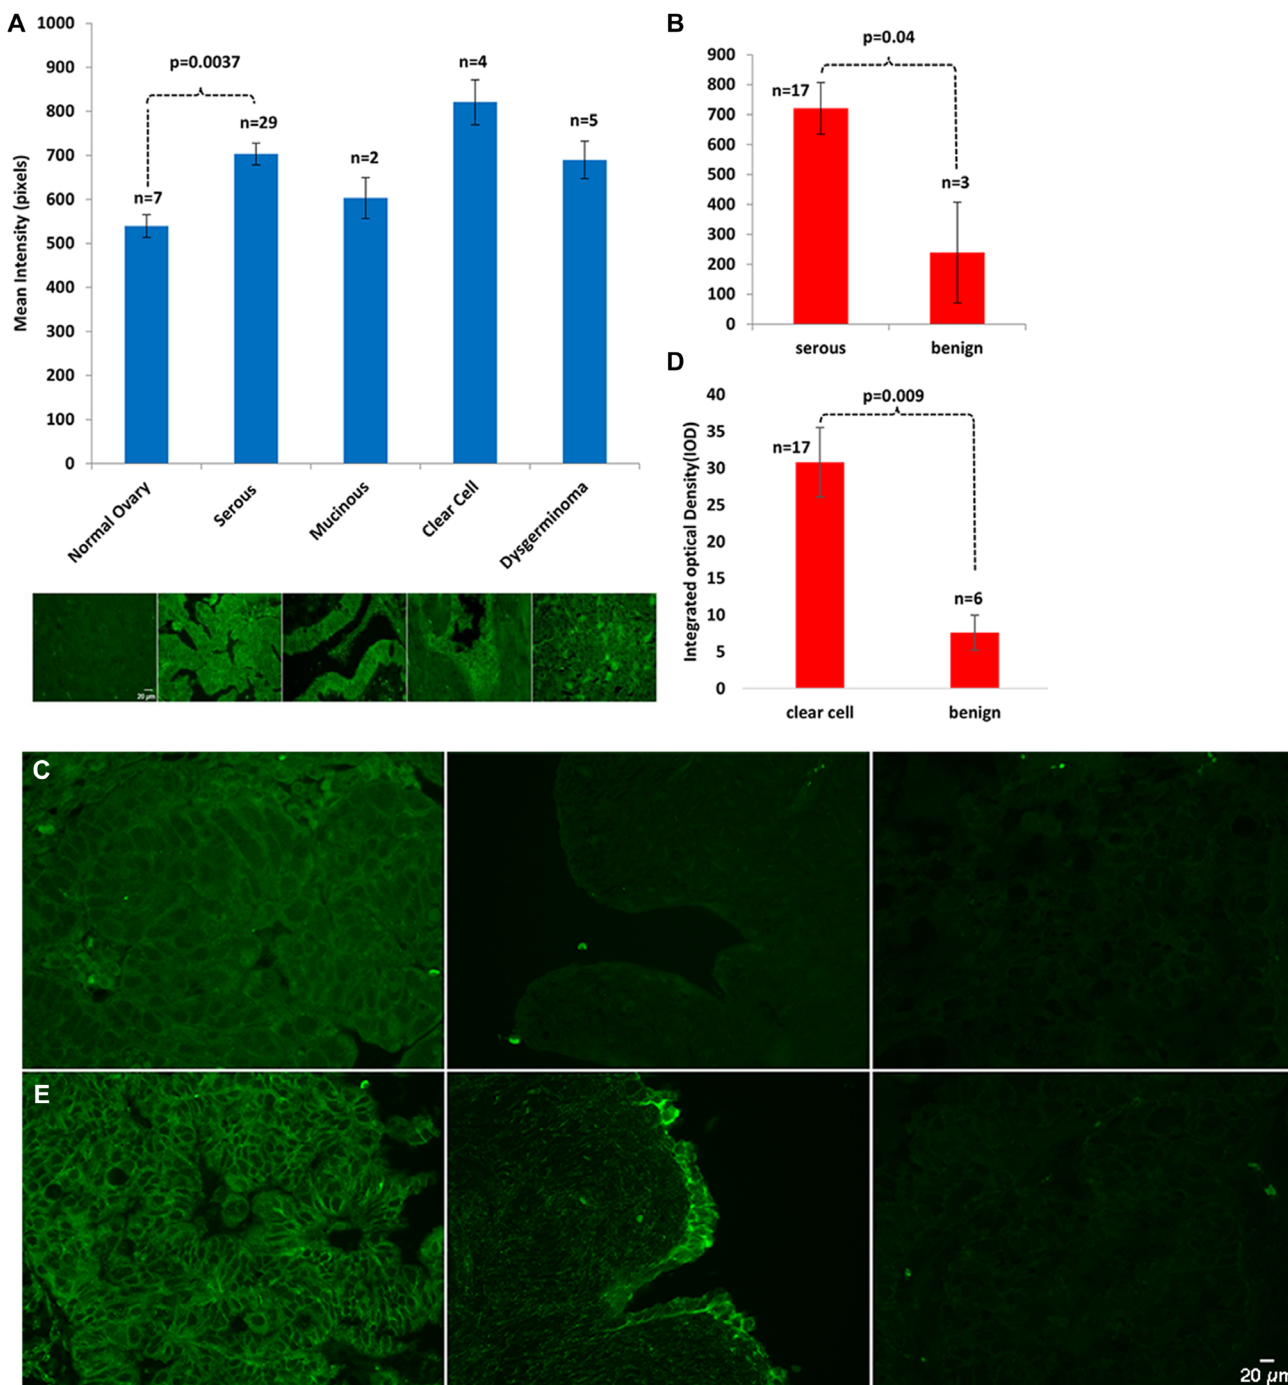 A
1000
900
800
700
600
500
400
300
200
100
0
Mean Intensity (pixels)
p=0.0037
n=7
n=29
n=2
n=4
n=5
Normal Ovary
Serous
Mucinous
Clear Cell
Dysgerminoma
20 µm
B
900
800
700
600
500
400
300
200
100
0
p=0.04
n=17
n=3
serous
benign
D
40
35
30
25
20
15
10
5
0
Integrated optical Density(IOD)
p=0.009
n=17
n=6
clear cell
benign
C
E
20 µm